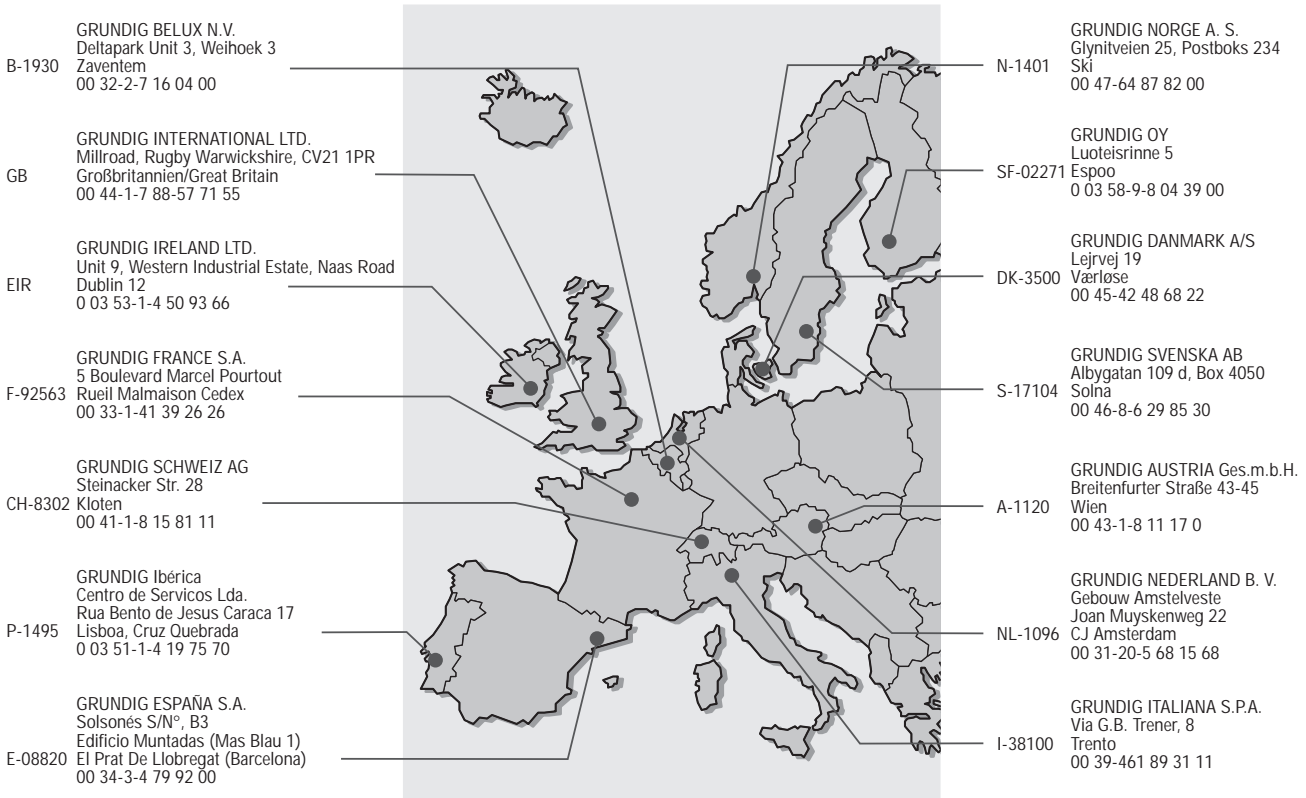 GRUNDIG BELUX N.V.
Deltapark Unit 3, Weihoek 3
B-1930 Zaventem
00 32-2-7 16 04 00
GRUNDIG INTERNATIONAL LTD.
Millroad, Rugby Warwickshire, CV21 1PR
GB Großbritannien/Great Britain
00 44-1-7 88-57 71 55
GRUNDIG IRELAND LTD.
Unit 9, Western Industrial Estate, Naas Road
EIR Dublin 12
0 03 53-1-4 50 93 66
GRUNDIG FRANCE S.A.
5 Boulevard Marcel Pourtout
F-92563 Rueil Malmaison Cedex
00 33-1-41 39 26 26
GRUNDIG SCHWEIZ AG
Steinacker Str. 28
CH-8302 Kloten
00 41-1-8 15 81 11
GRUNDIG Ibérica
Centro de Servicos Lda.
Rua Bento de Jesus Caraca 17
P-1495 Lisboa, Cruz Quebrada
0 03 51-1-4 19 75 70
GRUNDIG ESPAÑA S.A.
Solsonés S/N°, B3
Edificio Muntadas (Mas Blau 1)
E-08820 El Prat De Llobregat (Barcelona)
00 34-3-4 79 92 00
GRUNDIG NORGE A. S.
Glynitveien 25, Postboks 234
N-1401 Ski
00 47-64 87 82 00
GRUNDIG OY
Luoteisrinne 5
SF-02271 Espoo
0 03 58-9-8 04 39 00
GRUNDIG DANMARK A/S
Lejrvej 19
DK-3500 Værløse
00 45-42 48 68 22
GRUNDIG SVENSKA AB
Albygatan 109 d, Box 4050
S-17104 Solna
00 46-8-6 29 85 30
GRUNDIG AUSTRIA Ges.m.b.H.
Breitenfurter Straße 43-45
A-1120 Wien
00 43-1-8 11 17 0
GRUNDIG NEDERLAND B. V.
Gebouw Amstelveste
Joan Muyskenweg 22
NL-1096 CJ Amsterdam
00 31-20-5 68 15 68
GRUNDIG ITALIANA S.P.A.
Via G.B. Trener, 8
I-38100 Trento
00 39-461 89 31 11